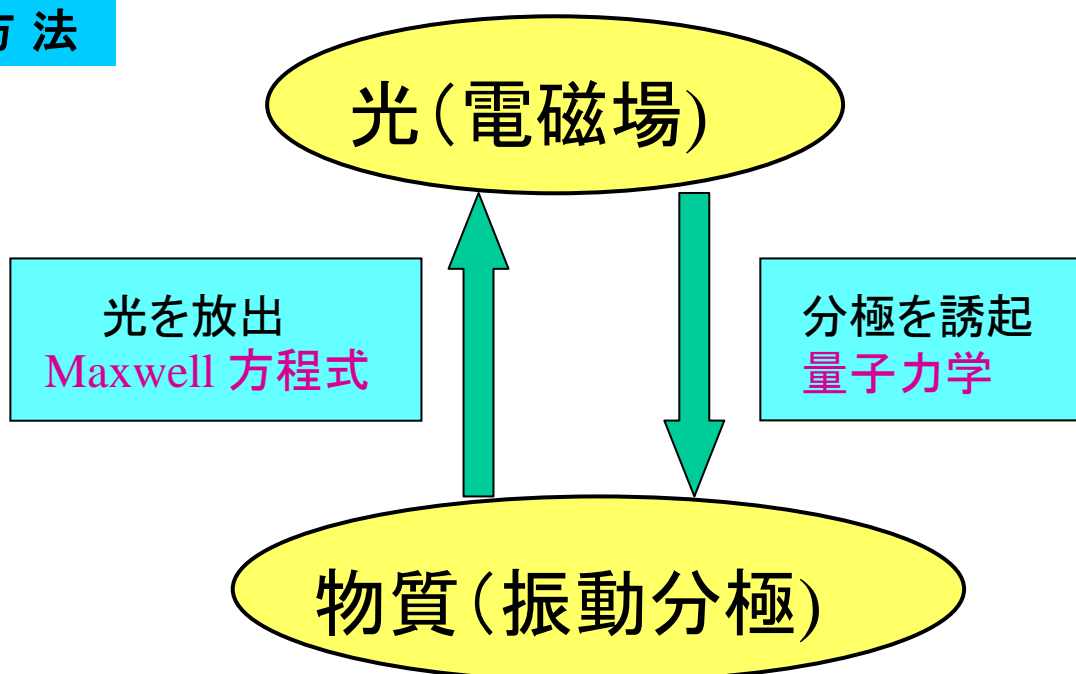 方 法
光（電磁場)
光を放出
Maxwell 方程式
分極を誘起
量子力学
物質（振動分極)